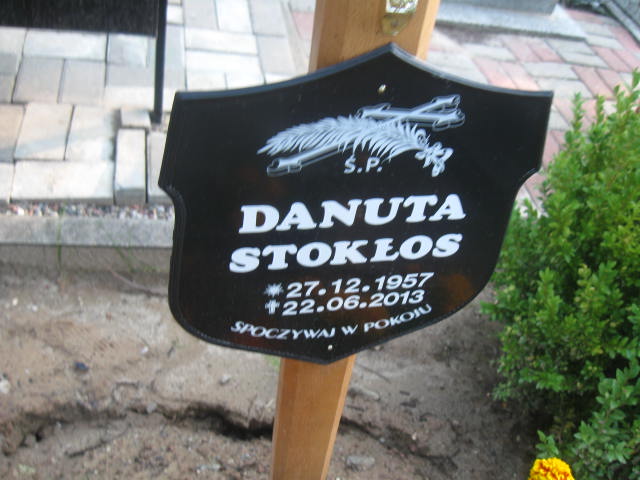 Ś.P.
DANUTA
STOKŁOS
27.12.1957
22.06.2013
SPOCZYWAJ W POKOJU